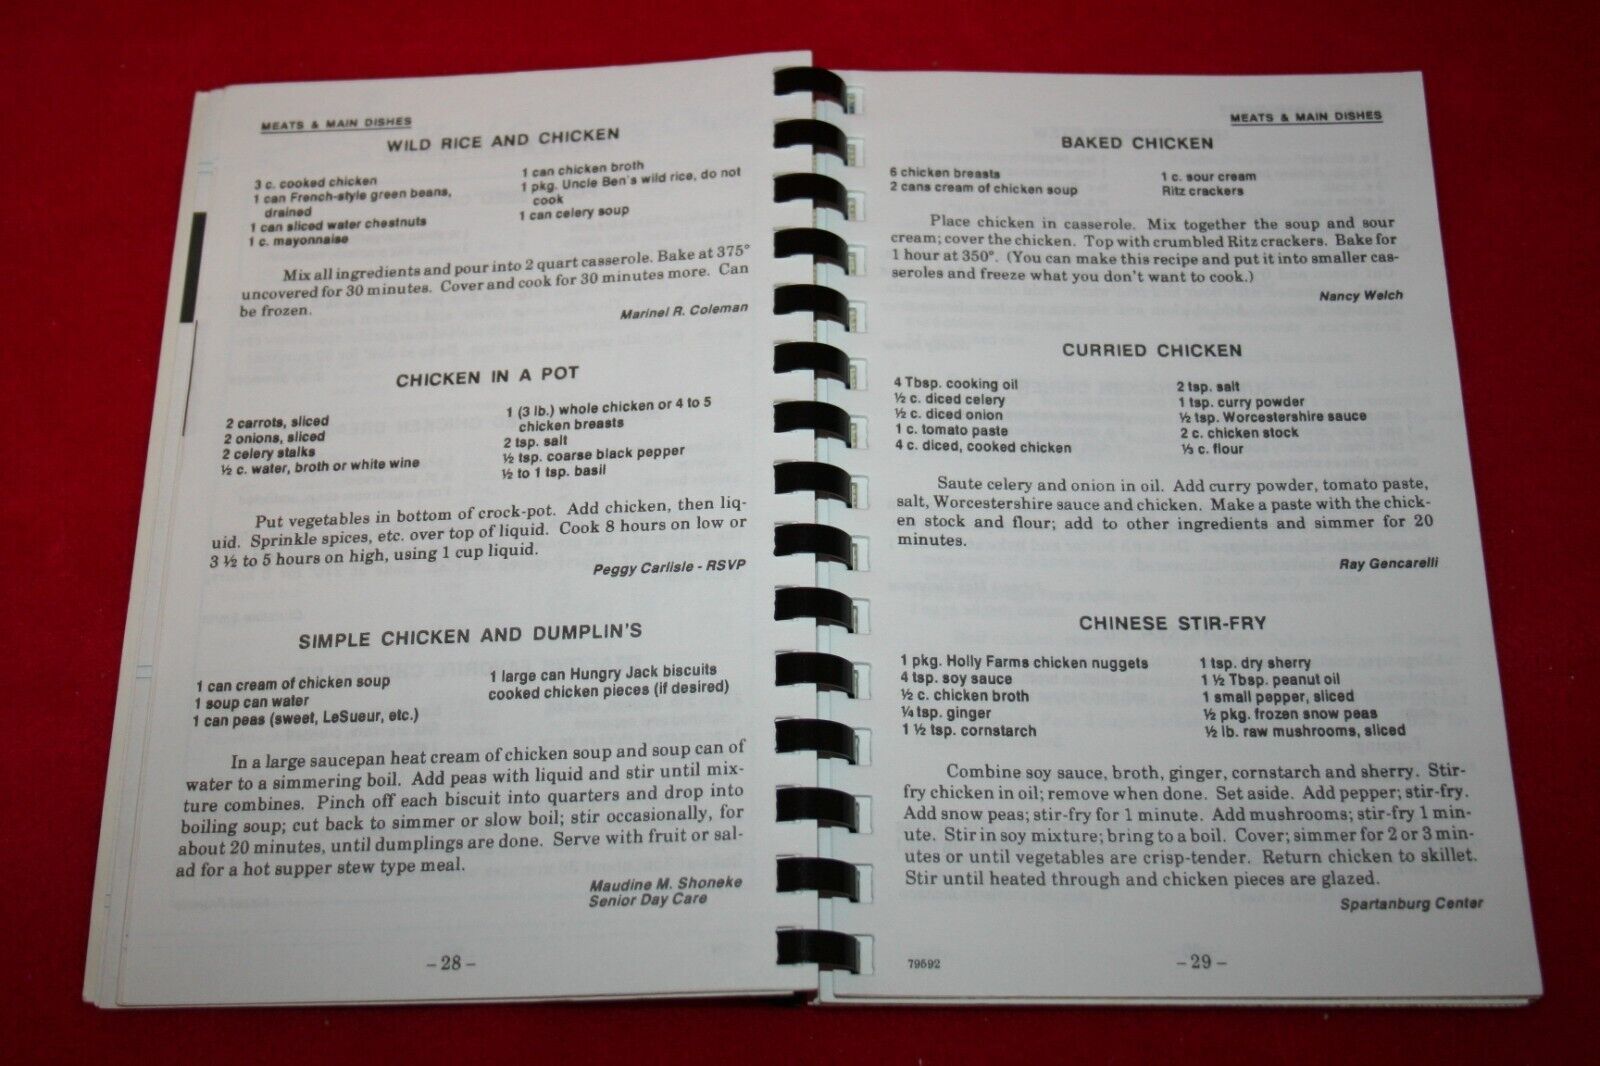 MEATS & MAIN DISHES
WILD RICE AND CHICKEN
3 c. cooked chicken
1 can French-style green beans,
drained
1 can sliced water chestnuts
1 c. mayonnaise
1 can chicken broth
1 pkg. Uncle Ben's wild rice, do not
cook
1 can celery soup
Mix all ingredients and pour into 2 quart casserole. Bake at 375°
uncovered for 30 minutes. Cover and cook for 30 minutes more. Can
be frozen.
Marinel R. Coleman
CHICKEN IN A POT
2 carrots, sliced
2 onions, sliced
2 celery stalks
½ c. water, broth or white wine
1 (3 lb.) whole chicken or 4 to 5
chicken breasts
2 tsp. salt
½ tsp. coarse black pepper
½ to 1 tsp. basil
Put vegetables in bottom of crock-pot. Add chicken, then liq-
uid. Sprinkle spices, etc. over top of liquid. Cook 8 hours on low or
3 ½ to 5 hours on high, using 1 cup liquid.
Peggy Carlisle - RSVP
SIMPLE CHICKEN AND DUMPLIN'S
1 can cream of chicken soup
1 soup can water
1 can peas (sweet, LeSueur, etc.)
1 large can Hungry Jack biscuits
cooked chicken pieces (if desired)
In a large saucepan heat cream of chicken soup and soup can of
water to a simmering boil. Add peas with liquid and stir until mix-
ture combines. Pinch off each biscuit into quarters and drop into
boiling soup; cut back to simmer or slow boil; stir occasionally, for
about 20 minutes, until dumplings are done. Serve with fruit or sal-
ad for a hot supper stew type meal.
Maudine M. Shoneke
Senior Day Care
- 28 -
MEATS & MAIN DISHES
BAKED CHICKEN
6 chicken breasts
2 cans cream of chicken soup
1 c. sour cream
Ritz crackers
Place chicken in casserole. Mix together the soup and sour
cream; cover the chicken. Top with crumbled Ritz crackers. Bake for
1 hour at 350°. (You can make this recipe and put it into smaller cas-
seroles and freeze what you don't want to cook.)
Nancy Welch
CURRIED CHICKEN
4 Tbsp. cooking oil
½ c. diced celery
½ c. diced onion
1 c. tomato paste
4 c. diced, cooked chicken
2 tsp. salt
1 tsp. curry powder
½ tsp. Worcestershire sauce
2 c. chicken stock
⅓ c. flour
Saute celery and onion in oil. Add curry powder, tomato paste,
salt, Worcestershire sauce and chicken. Make a paste with the chick-
en stock and flour; add to other ingredients and simmer for 20
minutes.
Ray Gencarelli
CHINESE STIR-FRY
1 pkg. Holly Farms chicken nuggets
4 tsp. soy sauce
½ c. chicken broth
¼ tsp. ginger
1 ½ tsp. cornstarch
1 tsp. dry sherry
1 ½ Tbsp. peanut oil
1 small pepper, sliced
½ pkg. frozen snow peas
½ lb. raw mushrooms, sliced
Combine soy sauce, broth, ginger, cornstarch and sherry. Stir-
fry chicken in oil; remove when done. Set aside. Add pepper; stir-fry.
Add snow peas; stir-fry for 1 minute. Add mushrooms; stir-fry 1 min-
ute. Stir in soy mixture; bring to a boil. Cover; simmer for 2 or 3 min-
utes or until vegetables are crisp-tender. Return chicken to skillet.
Stir until heated through and chicken pieces are glazed.
Spartanburg Center
79592
- 29 -